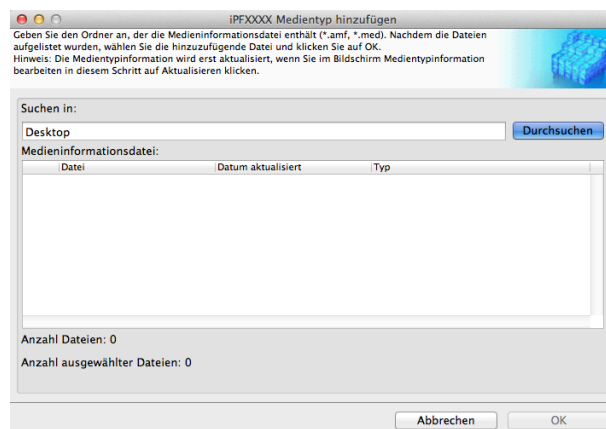 iPFXXXX Medientyp hinzufügen
Geben Sie den Ordner an, der die Medieninformationsdatei enthält (*.amf, *.med). Nachdem die Dateien
aufgelistet wurden, wählen Sie die hinzuzufügende Datei und klicken Sie auf OK.
Hinweis: Die Medientypinformation wird erst aktualisiert, wenn Sie im Bildschirm Medientypinformation
bearbeiten in diesem Schritt auf Aktualisieren klicken.
Suchen in:
Desktop Durchsuchen
Medieninformationsdatei:
Datei Datum aktualisiert Typ
Anzahl Dateien: 0
Anzahl ausgewählter Dateien: 0
Abbrechen OK